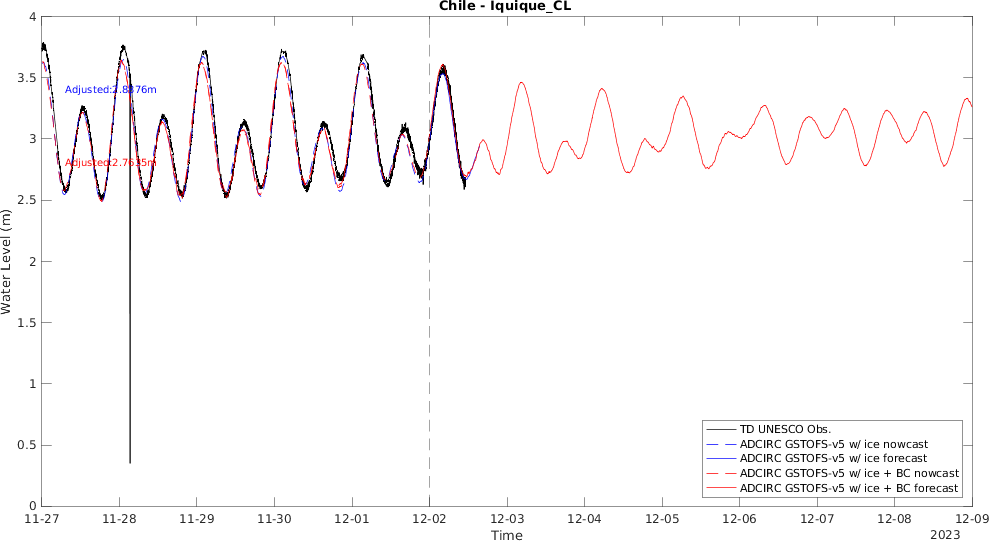 Chile - Iquique_CL
4
3.5
3
2.5
2
1.5
1
0.5
0
Water Level (m)
Adjusted:2.8376m
TD UNESCO Obs.
ADCIRC GSTOFS-v5 w/ ice nowcast
ADCIRC GSTOFS-v5 w/ ice forecast
ADCIRC GSTOFS-v5 w/ ice + BC nowcast
ADCIRC GSTOFS-v5 w/ ice + BC forecast
11-27 11-28 11-29 11-30 12-01 12-02 12-03 12-04 12-05 12-06 12-07 12-08 12-09
Time
2023